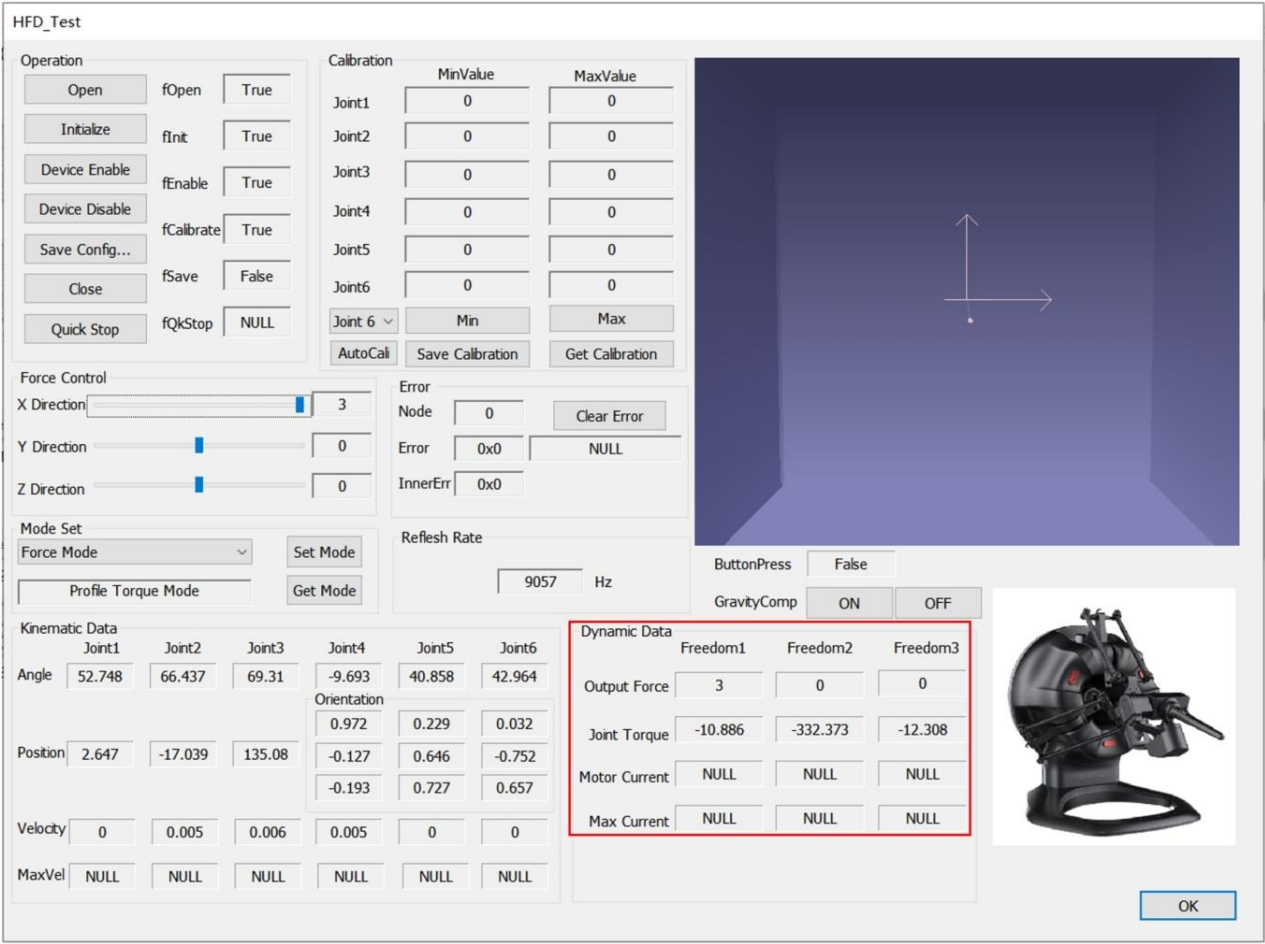 HFD_Test
Operation
Open fOpen True
Initialize fInit True
Device Enable fEnable True
Device Disable fCalibrate True
Save Config... fSave False
Close
Quick Stop fQkStop NULL
Calibration
MinValue MaxValue
Joint1 0 0
Joint2 0 0
Joint3 0 0
Joint4 0 0
Joint5 0 0
Joint6 0 0
Joint 6 Min Max
AutoCali Save Calibration Get Calibration
Force Control
X Direction 3
Y Direction 0
Z Direction 0
Error
Node 0 Clear Error
Error 0x0 NULL
InnerErr 0x0
Mode Set
Force Mode Set Mode
Profile Torque Mode Get Mode
Reflesh Rate
9057 Hz
ButtonPress False
GravityComp ON OFF
Kinematic Data
Joint1 Joint2 Joint3 Joint4 Joint5 Joint6
Angle 52.748 66.437 69.31 -9.693 40.858 42.964
Orientation
0.972 0.229 0.032
Position 2.647 -17.039 135.08 -0.127 0.646 -0.752
-0.193 0.727 0.657
Velocity 0 0.005 0.006 0.005 0 0
MaxVel NULL NULL NULL NULL NULL NULL
Dynamic Data
Freedom1 Freedom2 Freedom3
Output Force 3 0 0
Joint Torque -10.886 -332.373 -12.308
Motor Current NULL NULL NULL
Max Current NULL NULL NULL
OK